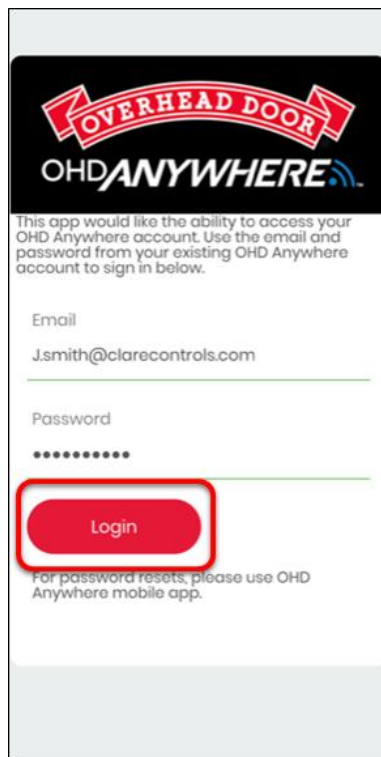 OVERHEAD DOOR
OHDANYWHERE™
This app would like the ability to access your
OHD Anywhere account. Use the email and
password from your existing OHD Anywhere
account to sign in below.
Email
J.smith@clarecontrols.com
Password
••••••••••
Login
For password resets, please use OHD
Anywhere mobile app.